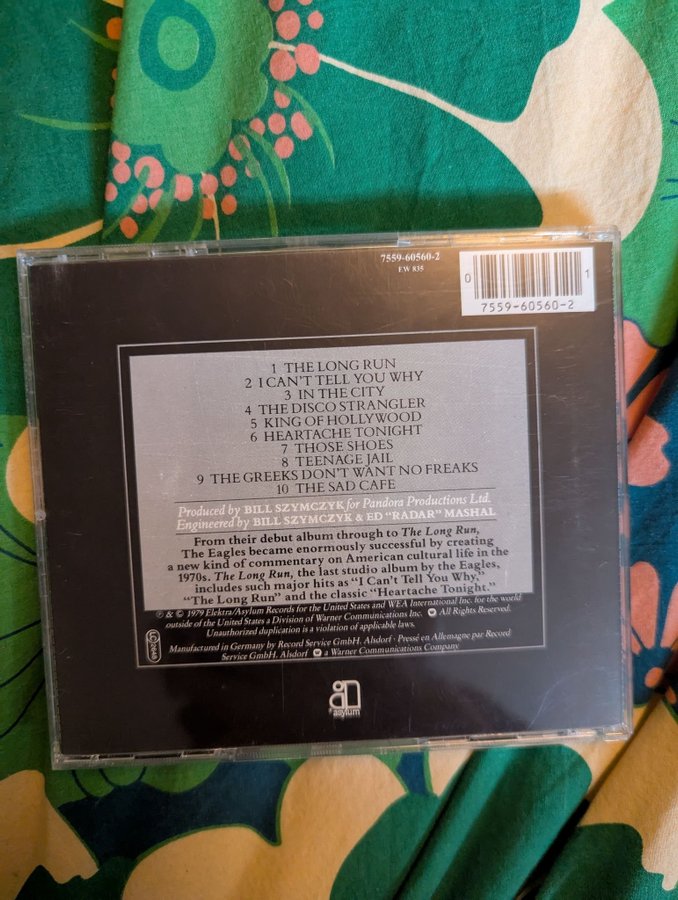 7559-60560-2
EW 835
0 1
7559-60560-2
1 THE LONG RUN
2 I CAN'T TELL YOU WHY
3 IN THE CITY
4 THE DISCO STRANGLER
5 KING OF HOLLYWOOD
6 HEARTACHE TONIGHT
7 THOSE SHOES
8 TEENAGE JAIL
9 THE GREEKS DON'T WANT NO FREAKS
10 THE SAD CAFE
Produced by BILL SZYMCZYK for Pandora Productions Ltd.
Engineered by BILL SZYMCZYK & ED "RADAR" MASHAL
From their debut album through to The Long Run,
The Eagles became enormously successful by creating
a new kind of commentary on American cultural life in the
1970s. The Long Run, the last studio album by the Eagles,
includes such major hits as "I Can't Tell You Why,"
"The Long Run" and the classic "Heartache Tonight."
℗ & © 1979 Elektra/Asylum Records for the United States and WEA International Inc. for the world
outside of the United States a Division of Warner Communications Inc. All Rights Reserved.
Unauthorized duplication is a violation of applicable laws.
Manufactured in Germany by Record Service GmbH. Alsdorf · Pressé en Allemagne par Record
Service GmbH. Alsdorf a Warner Communications Company
LC
asylum